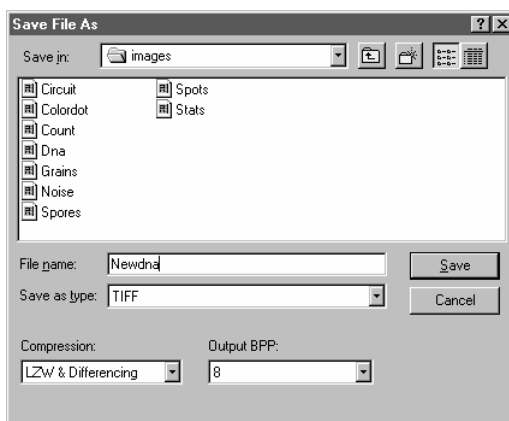 Save File As
Save in: images
Circuit
Colordot
Count
Dna
Grains
Noise
Spores
Spots
Stats
File name: Newdna Save
Save as type: TIFF Cancel
Compression: Output BPP:
LZW & Differencing 8